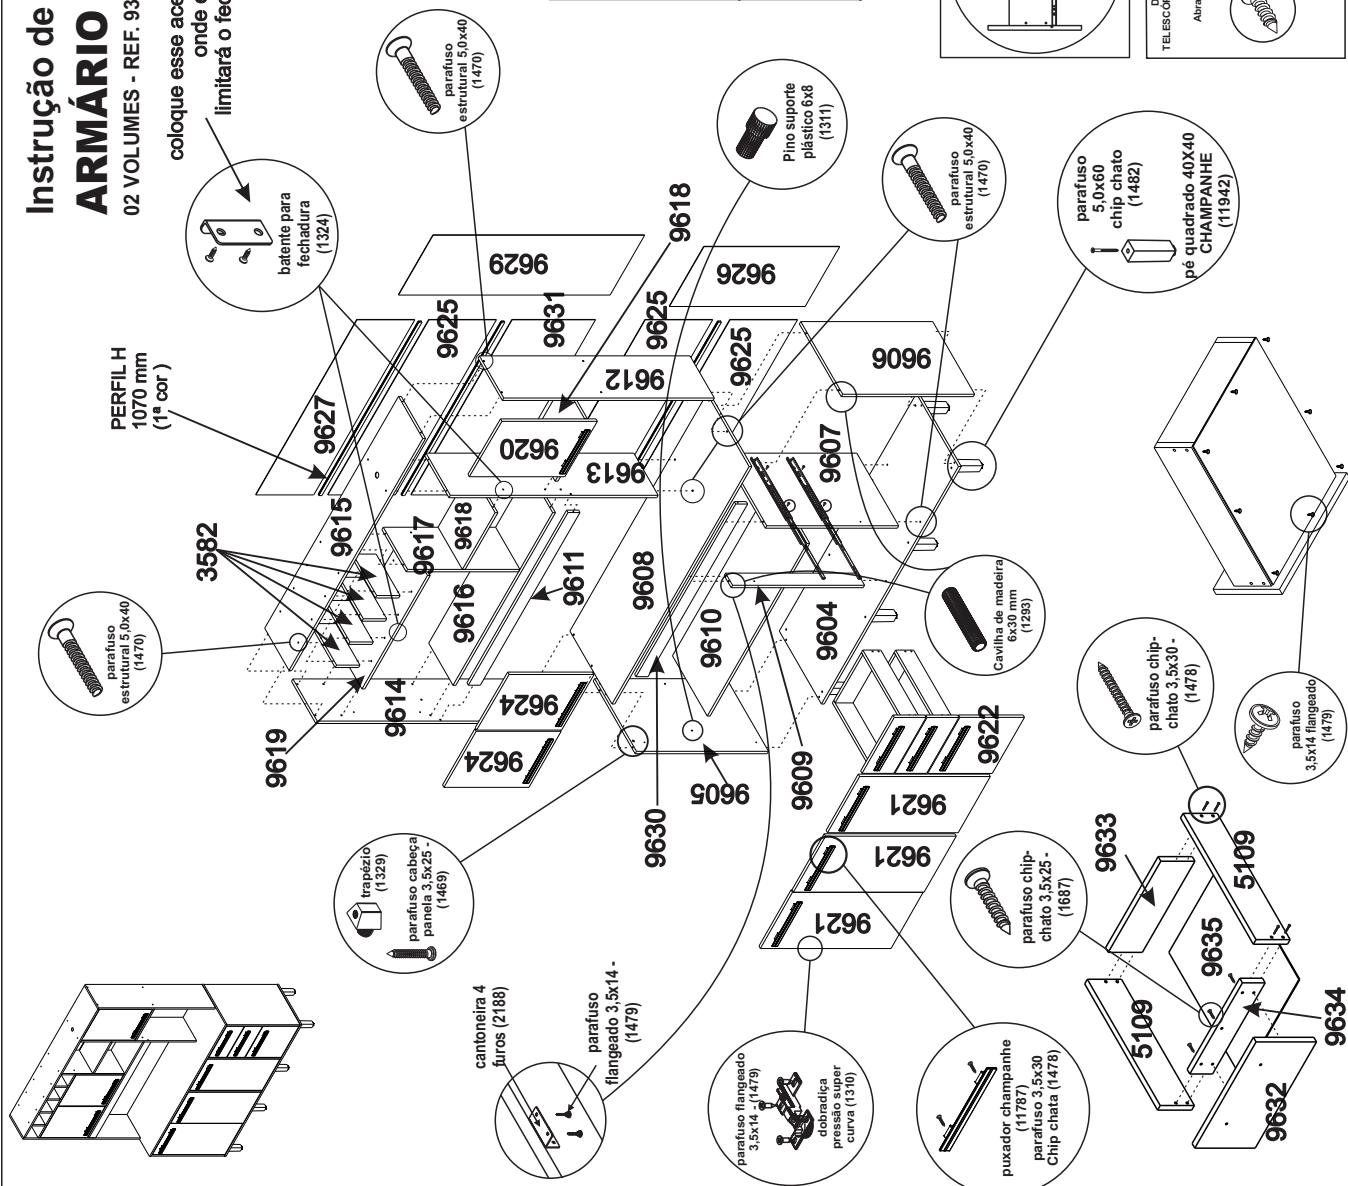 Instrução de
ARMÁRIO
02 VOLUMES - REF. 93
coloque esse ace
onde e
limitará o fec
batente para
fechadura
(1324)
parafuso
estrutural 5,0x40
(1470)
Pino suporte
plástico 6x8
(1311)
parafuso
estrutural 5,0x40
(1470)
parafuso
5,0x60
chip chato
(1482)
pé quadrado 40X40
CHAMPANHE
(11942)
TELESCÓ
Abra
PERFIL H
1070 mm
(1ª cor )
9629
9618
9626
9627
9625
9631
9625
9625
9612
9606
9620
9613
9607
3582
9615
9617
9618
9611
9616
9608
9610
9604
parafuso
estrutural 5,0x40
(1470)
9619
9614
9624
9624
9605
9630
9609
9622
9621
9621
9621
Cavilha de madeira
6x30 mm
(1293)
trapézio
(1329)
parafuso cabeça
panela 3,5x25 -
(1469)
cantoneira 4
furos (2188)
parafuso
flangeado 3,5x14 -
(1479)
parafuso flangeado
3,5x14 - (1479)
dobradiça
pressão super
curva (1310)
puxador champanhe
(11787)
parafuso 3,5x30
Chip chata (1478)
parafuso chip-
chato 3,5x25 -
(1687)
parafuso chip-
chato 3,5x30 -
(1478)
parafuso
3,5x14 flangeado
(1479)
9633
5109
9635
5109
9634
9632